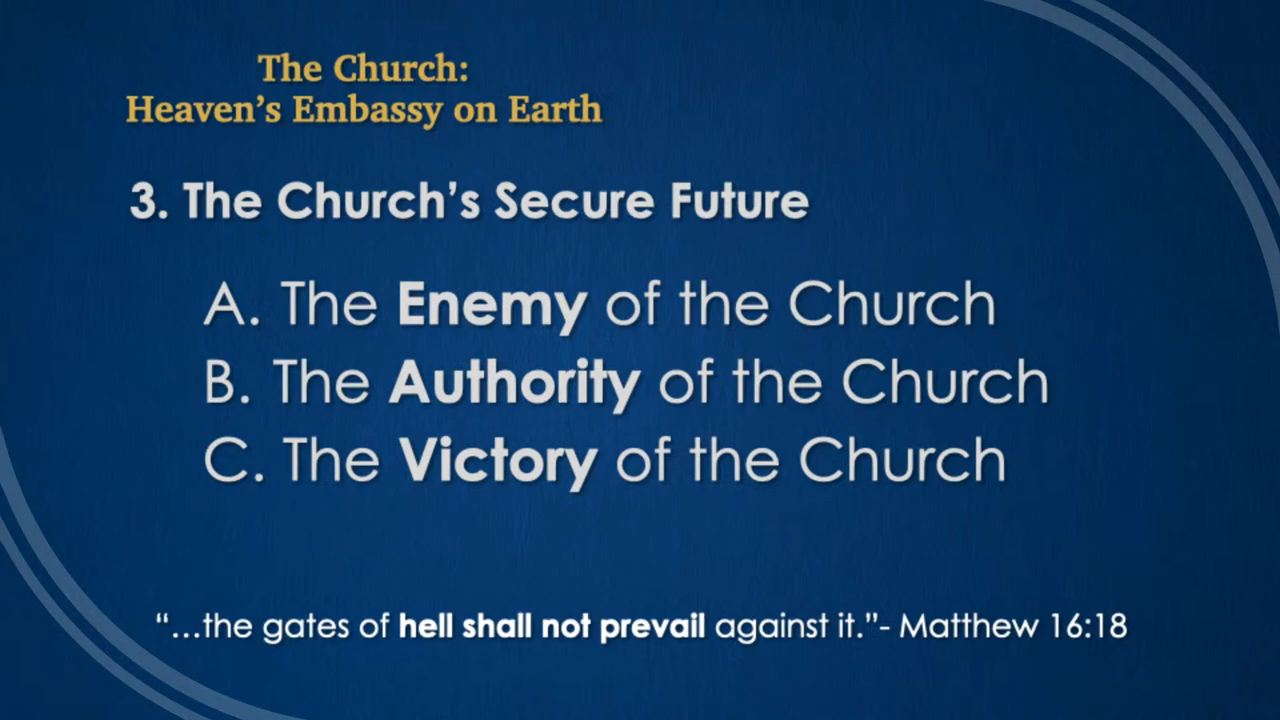 The Church:
Heaven’s Embassy on Earth
3. The Church’s Secure Future
A. The Enemy of the Church
B. The Authority of the Church
C. The Victory of the Church
“...the gates of hell shall not prevail against it.”- Matthew 16:18